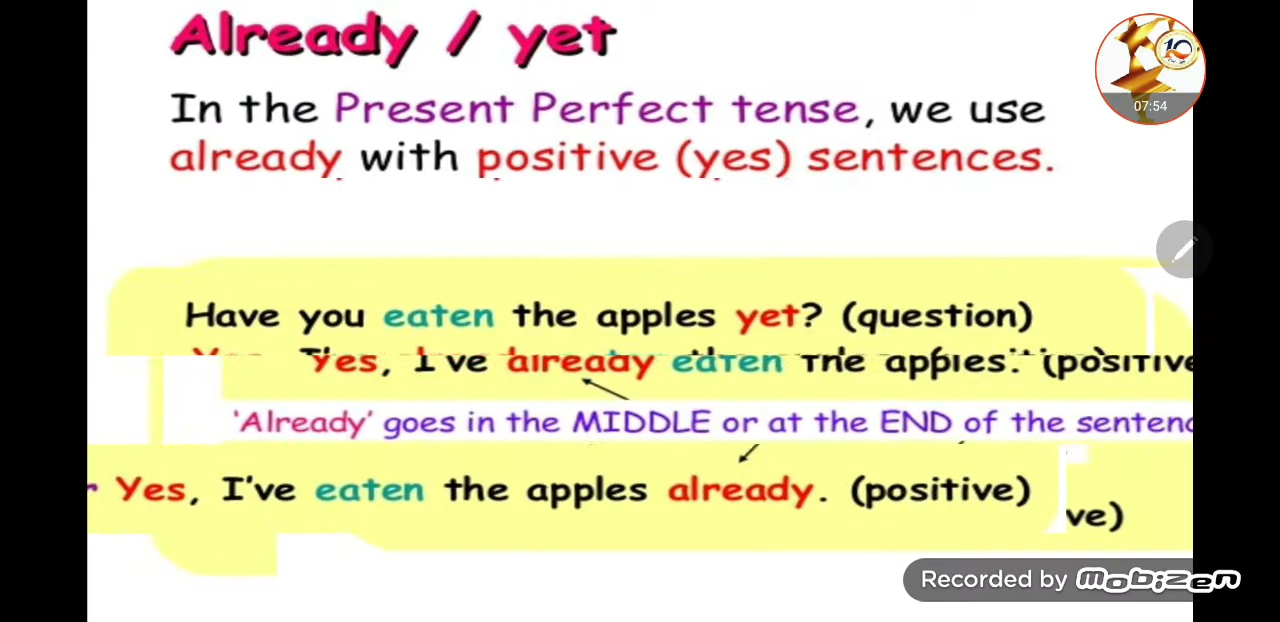 Already / yet
10
07:54
In the Present Perfect tense, we use
already with positive (yes) sentences.
Have you eaten the apples yet? (question)
Yes, I've already eaten the apples. (positive
'Already' goes in the MIDDLE or at the END of the sentenc
r Yes, I've eaten the apples already. (positive)
ve)
Recorded by Mobizen